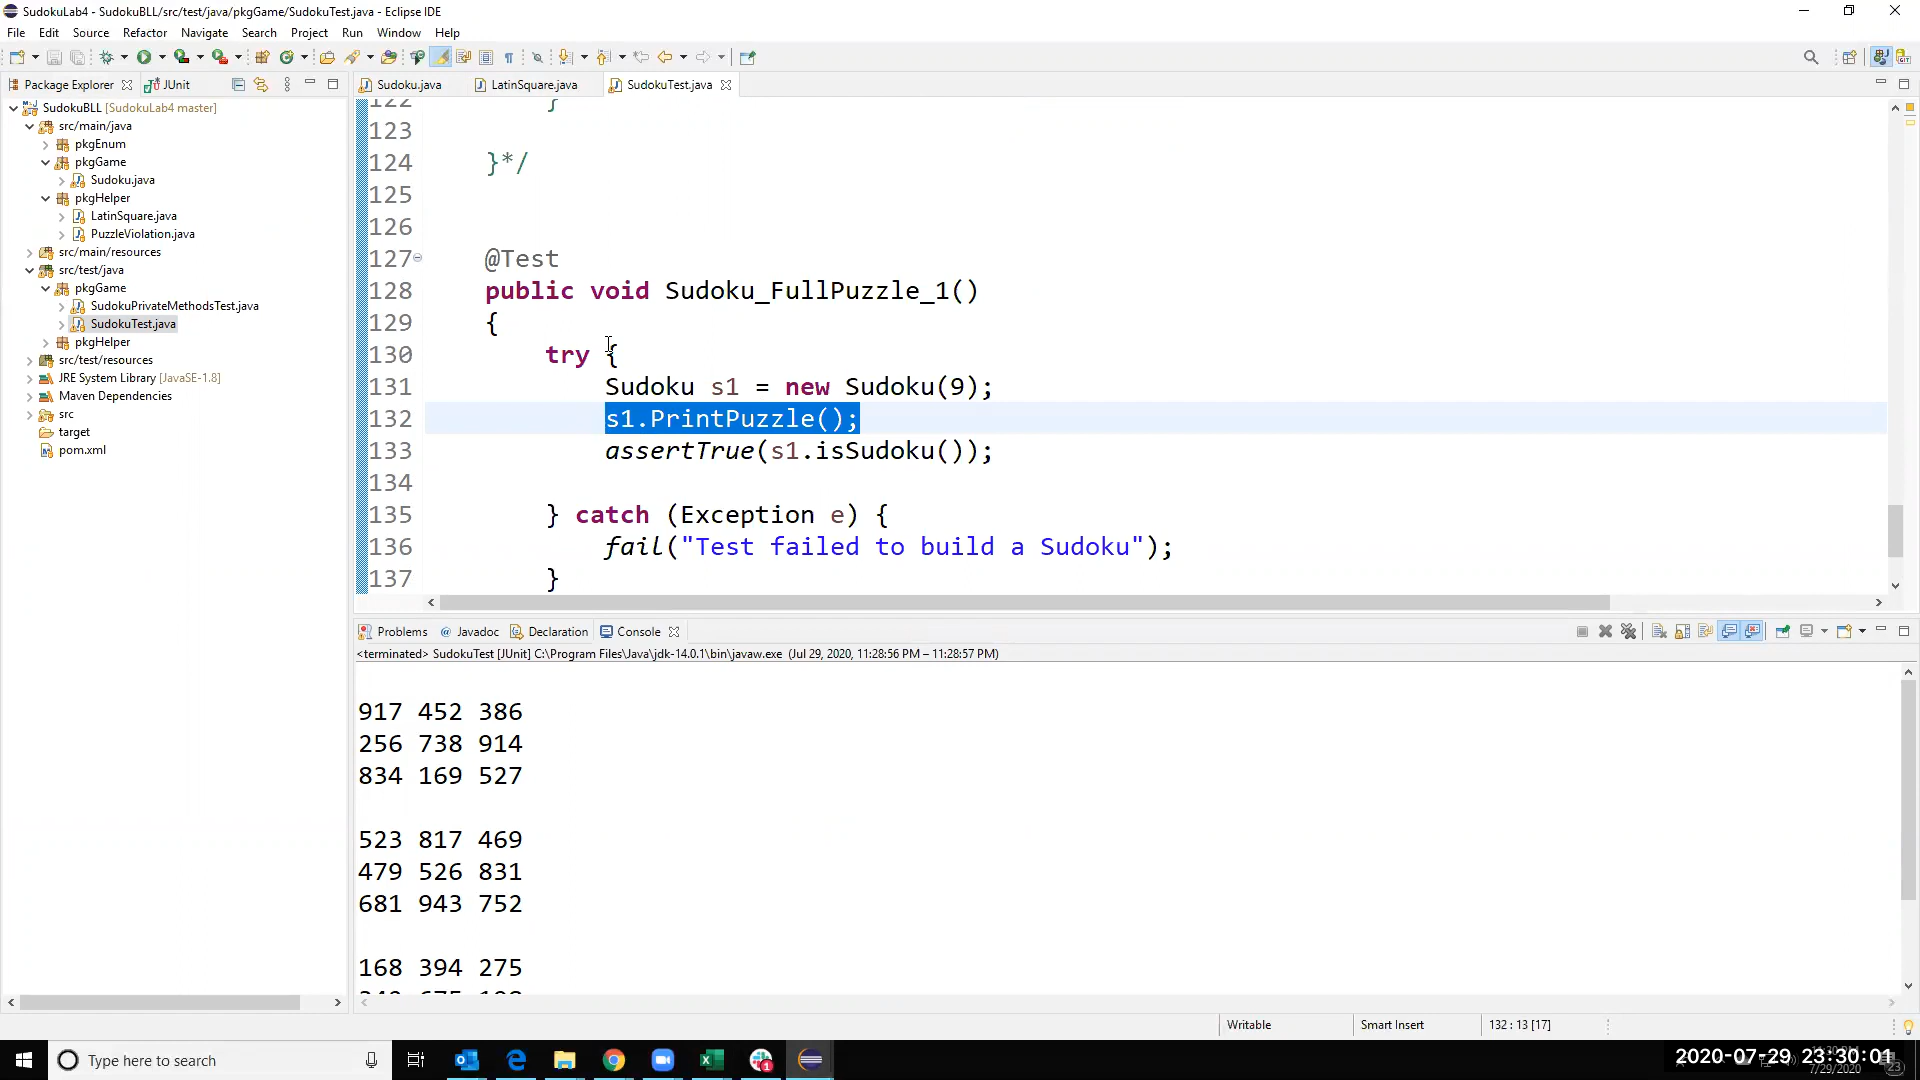 SudokuLab4 - SudokuBLL/src/test/java/pkgGame/SudokuTest.java - Eclipse IDE
File Edit Source Refactor Navigate Search Project Run Window Help
Package Explorer JUnit
Sudoku.java LatinSquare.java SudokuTest.java
SudokuBLL [SudokuLab4 master]
src/main/java
pkgEnum
pkgGame
Sudoku.java
pkgHelper
LatinSquare.java
PuzzleViolation.java
src/main/resources
src/test/java
pkgGame
SudokuPrivateMethodsTest.java
SudokuTest.java
pkgHelper
src/test/resources
JRE System Library [JavaSE-1.8]
Maven Dependencies
src
target
pom.xml
122 }
123
124 }*/
125
126
127 @Test
128 public void Sudoku_FullPuzzle_1()
129 {
130 try {
131 Sudoku s1 = new Sudoku(9);
132 s1.PrintPuzzle();
133 assertTrue(s1.isSudoku());
134
135 } catch (Exception e) {
136 fail("Test failed to build a Sudoku");
137 }
Problems @ Javadoc Declaration Console
<terminated> SudokuTest [JUnit] C:\Program Files\Java\jdk-14.0.1\bin\javaw.exe (Jul 29, 2020, 11:28:56 PM – 11:28:57 PM)
917 452 386
256 738 914
834 169 527
523 817 469
479 526 831
681 943 752
168 394 275
Writable Smart Insert 132 : 13 [17]
Type here to search
2020-07-29 23:30:01
7/29/2020